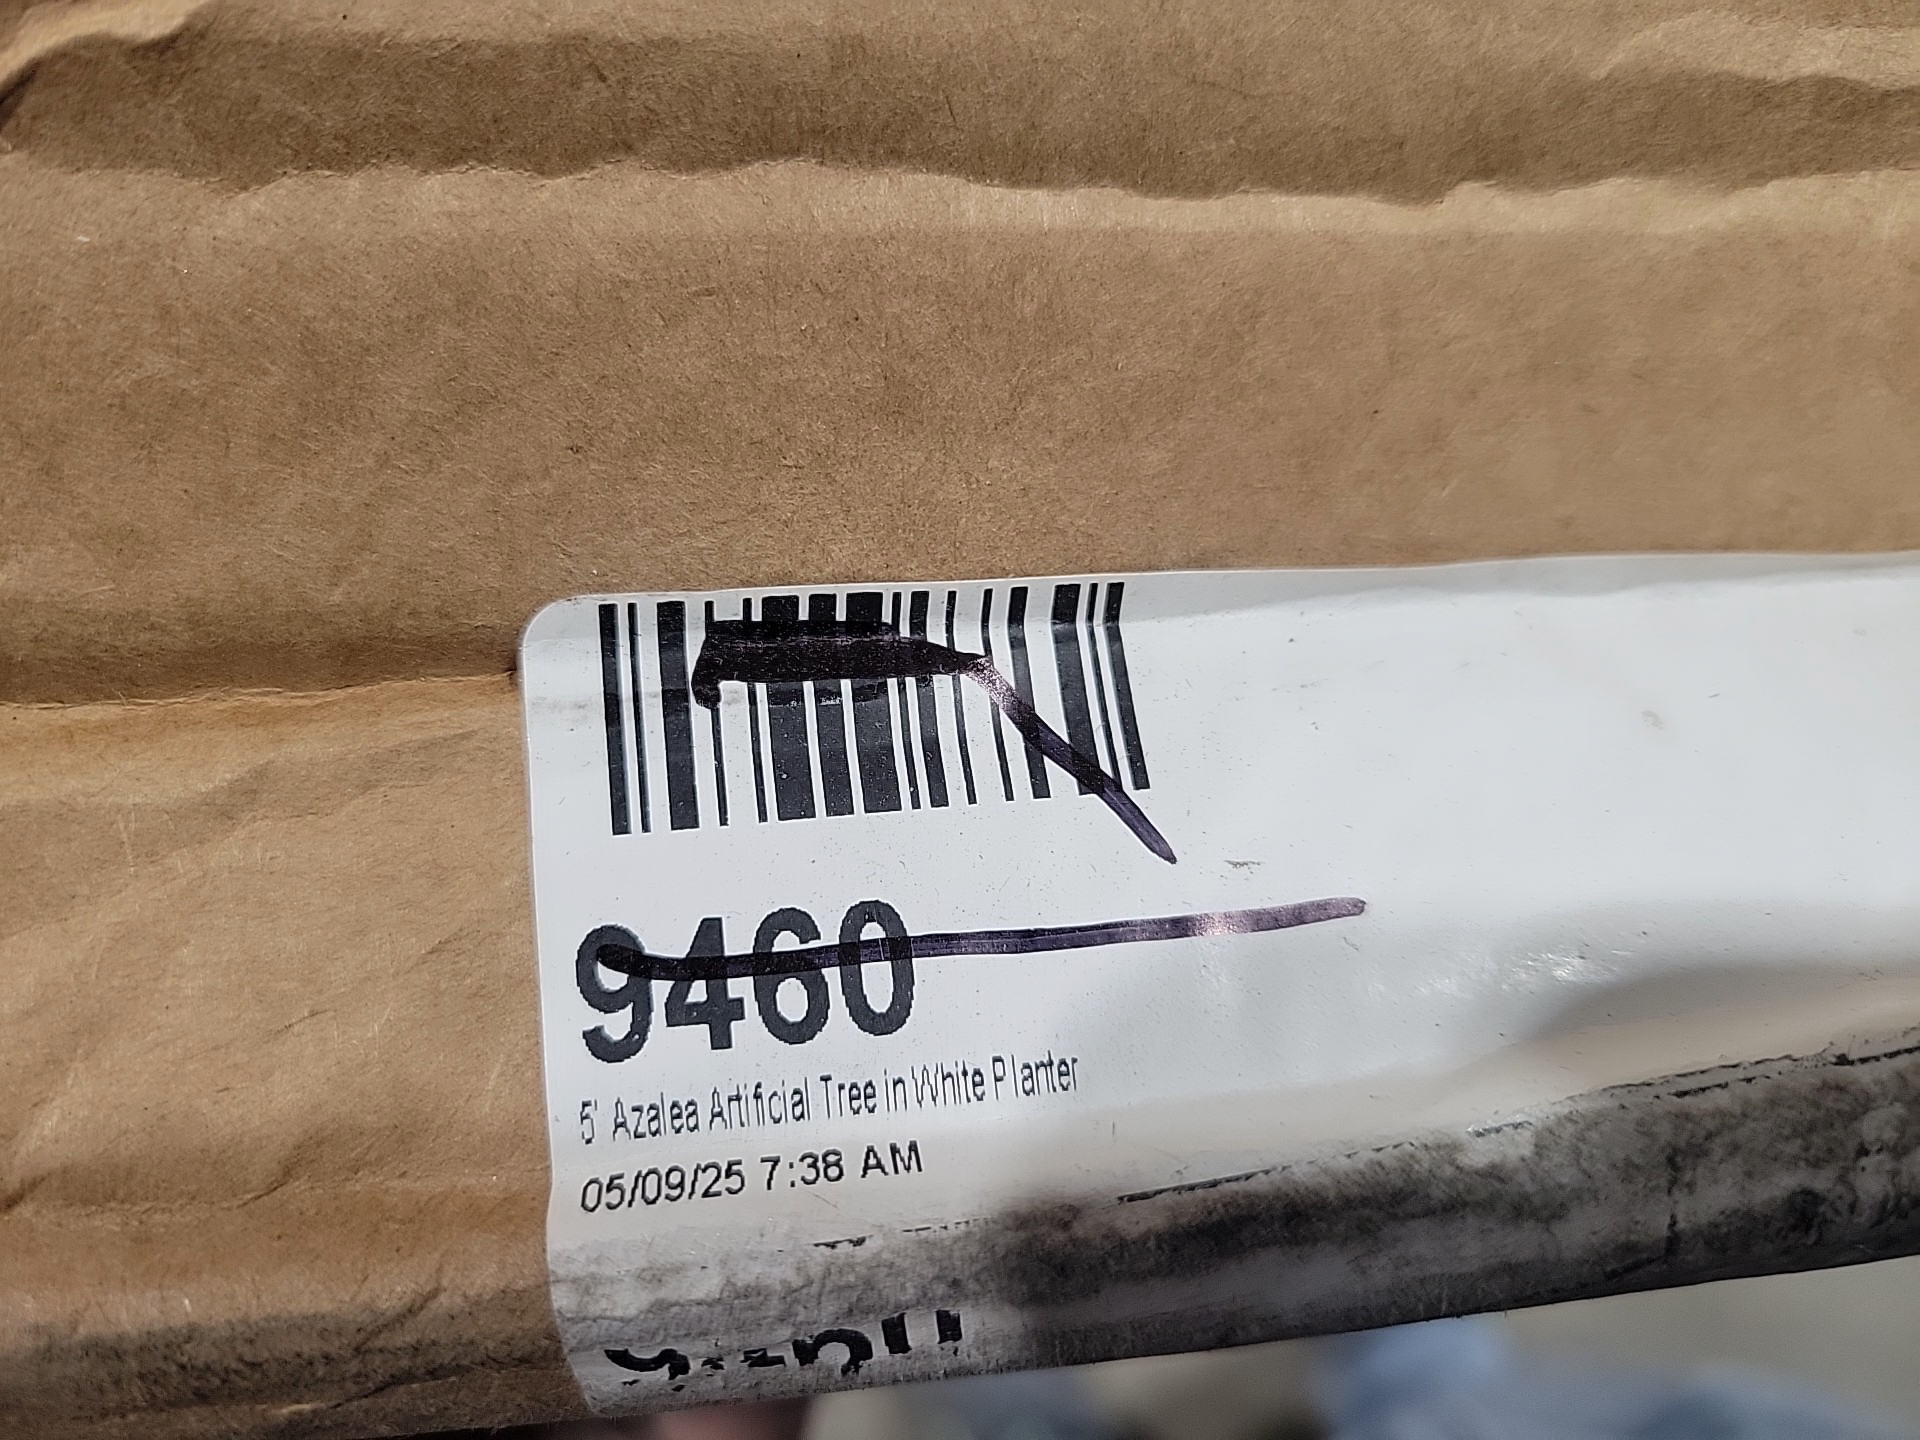 9460
5' Azalea Artificial Tree in White Planter
05/09/25 7:38 AM